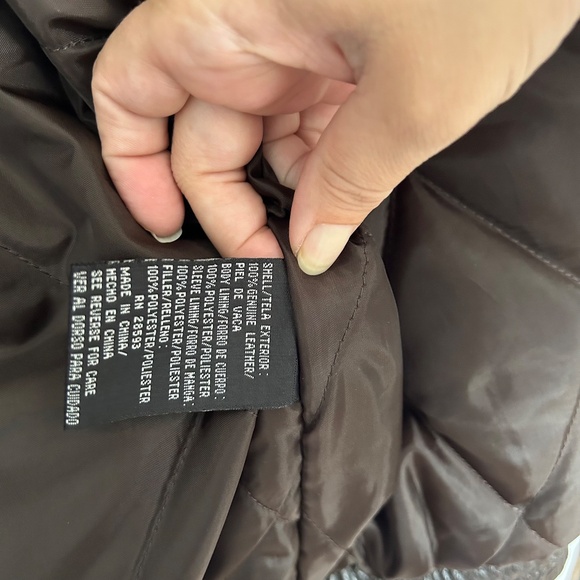 SHELL/TELA EXTERIOR:
100% GENUINE LEATHER/
PIEL DE VACA
BODY LINING/FORRO DE CUERPO:
100% POLYESTER/POLIESTER
SLEEVE LINING/FORRO DE MANGA:
100% POLYESTER/POLIESTER
FILLER/RELLENO:
100% POLYESTER/POLIESTER
RN 28593
MADE IN CHINA/
HECHO EN CHINA
SEE REVERSE FOR CARE
VER AL DORSO PARA CUIDADO